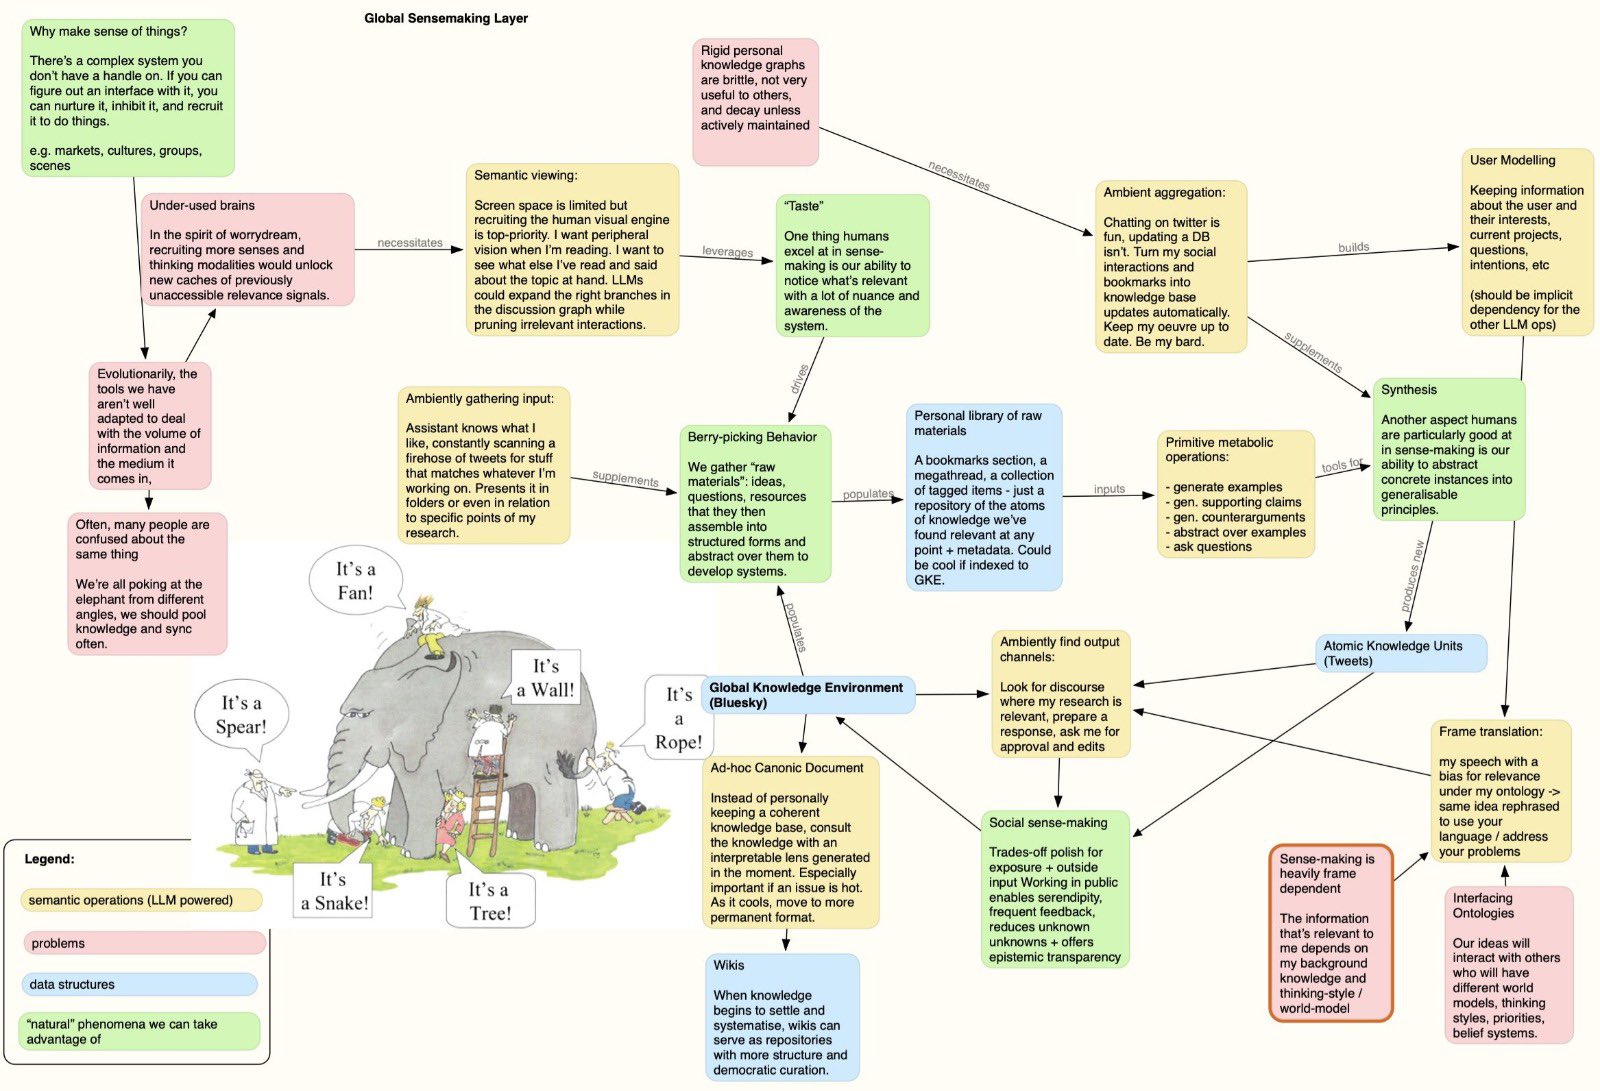 Global Sensemaking Layer
Why make sense of things?
There's a complex system you
don't have a handle on. If you can
figure out an interface with it, you
can nurture it, inhibit it, and recruit
it to do things.
e.g. markets, cultures, groups,
scenes
Under-used brains
In the spirit of worrydream,
recruiting more senses and
thinking modalities would unlock
new caches of previously
unaccessible relevance signals.
Evolutionarily, the
tools we have
aren't well
adapted to deal
with the volume of
information and
the medium it
comes in,
Often, many people are
confused about the
same thing
We're all poking at the
elephant from different
angles, we should pool
knowledge and sync
often.
necessitates
Semantic viewing:
Screen space is limited but
recruiting the human visual engine
is top-priority. I want peripheral
vision when I'm reading. I want to
see what else I've read and said
about the topic at hand. LLMs
could expand the right branches in
the discussion graph while
pruning irrelevant interactions.
leverages
Rigid personal
knowledge graphs
are brittle, not very
useful to others,
and decay unless
actively maintained
necessitates
“Taste”
One thing humans
excel at in sense-
making is our ability to
notice what's relevant
with a lot of nuance and
awareness of the
system.
drives
Ambient aggregation:
Chatting on twitter is
fun, updating a DB
isn't. Turn my social
interactions and
bookmarks into
knowledge base
updates automatically.
Keep my oeuvre up to
date. Be my bard.
builds
supplements
User Modelling
Keeping information
about the user and
their interests,
current projects,
questions,
intentions, etc
(should be implicit
dependency for the
other LLM ops)
Ambiently gathering input:
Assistant knows what I
like, constantly scanning a
firehose of tweets for stuff
that matches whatever I'm
working on. Presents it in
folders or even in relation
to specific points of my
research.
supplements
Berry-picking Behavior
We gather “raw
materials”: ideas,
questions, resources
that they then
assemble into
structured forms and
abstract over them to
develop systems.
populates
Personal library of raw
materials
A bookmarks section, a
megathread, a collection
of tagged items - just a
repository of the atoms
of knowledge we've
found relevant at any
point + metadata. Could
be cool if indexed to
GKE.
inputs
Primitive metabolic
operations:
- generate examples
- gen. supporting claims
- gen. counterarguments
- abstract over examples
- ask questions
tools for
Synthesis
Another aspect humans
are particularly good at
in sense-making is our
ability to abstract
concrete instances into
generalisable
principles.
produces new
Atomic Knowledge Units
(Tweets)
populates
Global Knowledge Environment
(Bluesky)
Ambiently find output
channels:
Look for discourse
where my research is
relevant, prepare a
response, ask me for
approval and edits
Ad-hoc Canonic Document
Instead of personally
keeping a coherent
knowledge base, consult
the knowledge with an
interpretable lens generated
in the moment. Especially
important if an issue is hot.
As it cools, move to more
permanent format.
Wikis
When knowledge
begins to settle and
systematise, wikis can
serve as repositories
with more structure and
democratic curation.
Social sense-making
Trades-off polish for
exposure + outside
input Working in public
enables serendipity,
frequent feedback,
reduces unknown
unknowns + offers
epistemic transparency
Frame translation:
my speech with a
bias for relevance
under my ontology ->
same idea rephrased
to use your
language / address
your problems
Sense-making is
heavily frame
dependent
The information
that's relevant to
me depends on
my background
knowledge and
thinking-style /
world-model
Interfacing
Ontologies
Our ideas will
interact with others
who will have
different world
models, thinking
styles, priorities,
belief systems.
It's a
Fan!
It's
a Wall!
It's a
Spear!
It's
a
Rope!
It's
a Snake!
It's a
Tree!
Legend:
semantic operations (LLM powered)
problems
data structures
“natural” phenomena we can take
advantage of